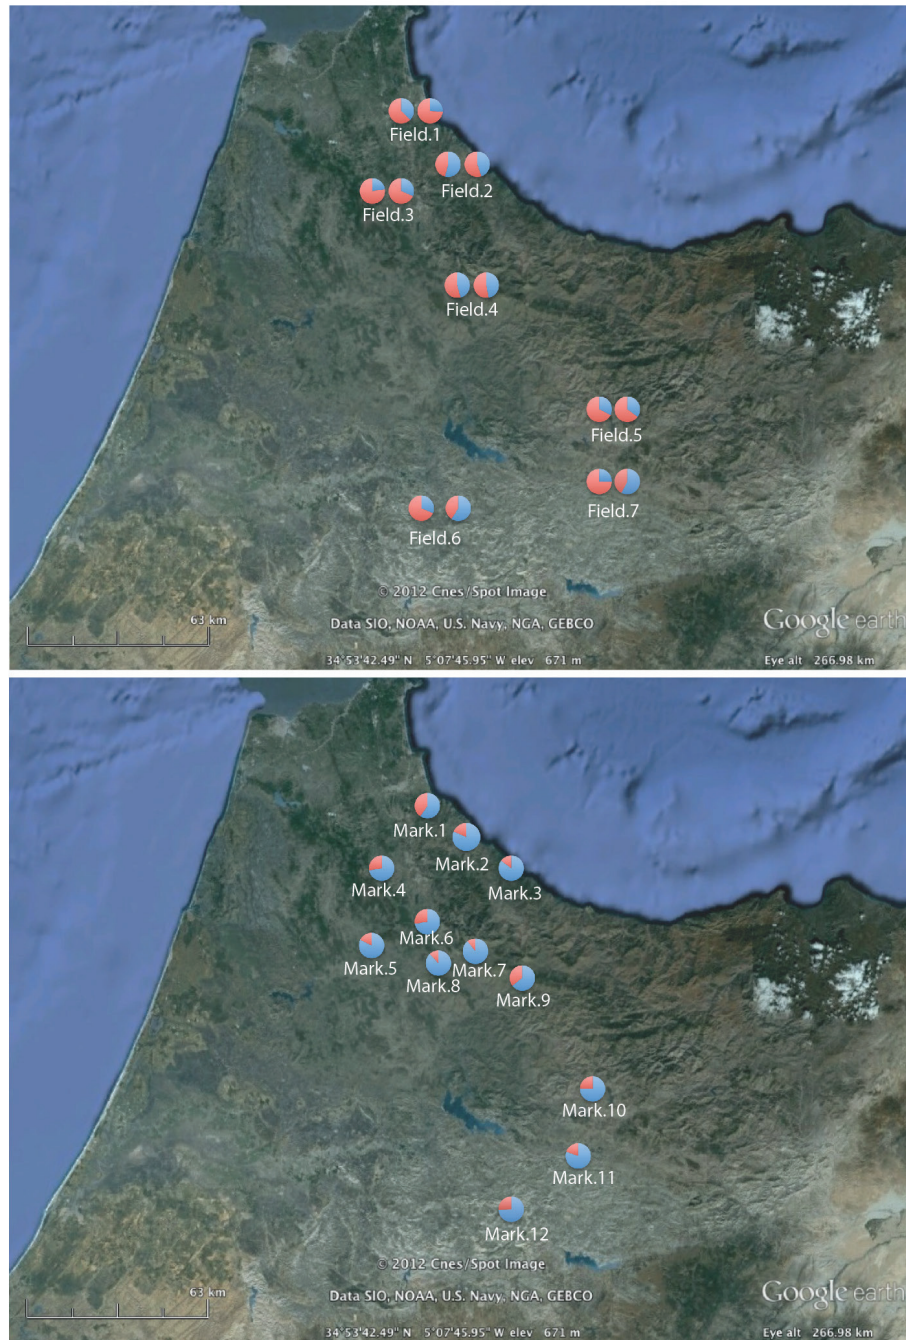 Field.1
Field.2
Field.3
Field.4
Field.5
Field.7
Field.6
© 2012 Cnes/Spot Image
63 km
Data SIO, NOAA, U.S. Navy, NGA, GEBCO
Google earth
34°53'42.49" N 5°07'45.95" W elev 671 m
Eye alt 266.98 km
Mark.1
Mark.2
Mark.4
Mark.3
Mark.6
Mark.5
Mark.7
Mark.8
Mark.9
Mark.10
Mark.11
Mark.12
© 2012 Cnes/Spot Image
63 km
Data SIO, NOAA, U.S. Navy, NGA, GEBCO
Google earth
34°53'42.49" N 5°07'45.95" W elev 671 m
Eye alt 266.98 km